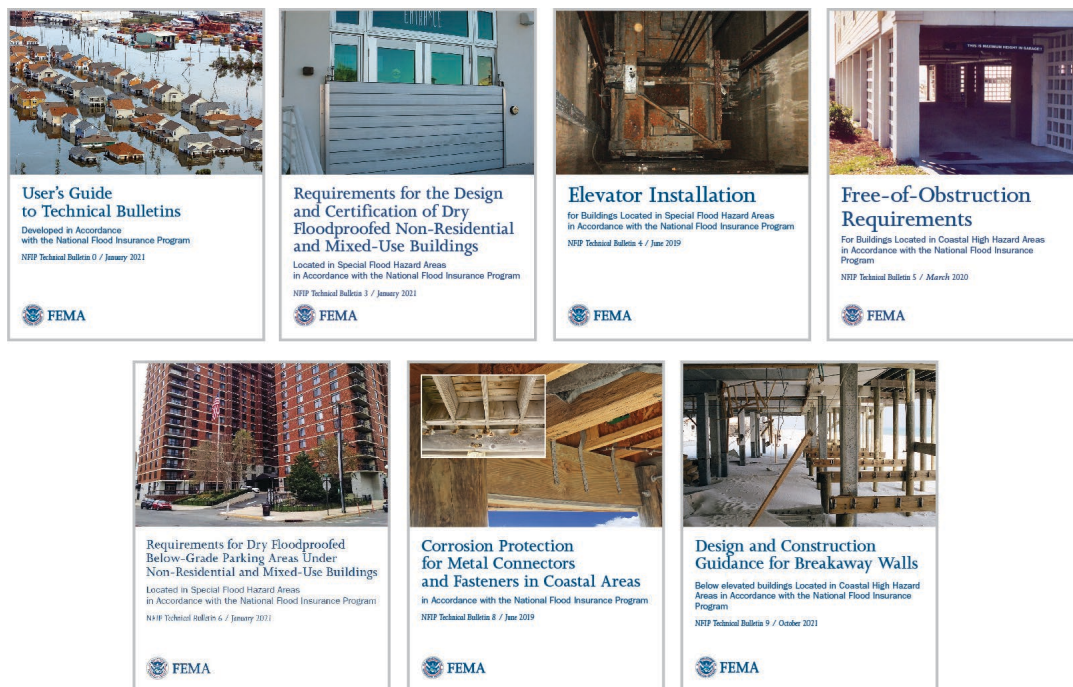 ENTRANCE
THIS IS MAXIMUM HEIGHT IN GARAGE!
User's Guide
to Technical Bulletins
Developed in Accordance
with the National Flood Insurance Program
NFIP Technical Bulletin 0 / January 2021
FEMA
Requirements for the Design
and Certification of Dry
Floodproofed Non-Residential
and Mixed-Use Buildings
Located in Special Flood Hazard Areas
in Accordance with the National Flood Insurance Program
NFIP Technical Bulletin 3 / January 2021
FEMA
Elevator Installation
for Buildings Located in Special Flood Hazard Areas
in Accordance with the National Flood Insurance Program
NFIP Technical Bulletin 4 / June 2019
FEMA
Free-of-Obstruction
Requirements
For Buildings Located in Coastal High Hazard Areas
in Accordance with the National Flood Insurance
Program
NFIP Technical Bulletin 5 / March 2020
FEMA
Requirements for Dry Floodproofed
Below-Grade Parking Areas Under
Non-Residential and Mixed-Use Buildings
Located in Special Flood Hazard Areas
in Accordance with the National Flood Insurance Program
NFIP Technical Bulletin 6 / January 2021
FEMA
Corrosion Protection
for Metal Connectors
and Fasteners in Coastal Areas
in Accordance with the National Flood Insurance Program
NFIP Technical Bulletin 8 / June 2019
FEMA
Design and Construction
Guidance for Breakaway Walls
Below elevated buildings Located in Coastal High Hazard
Areas in Accordance with the National Flood Insurance
Program
NFIP Technical Bulletin 9 / October 2021
FEMA